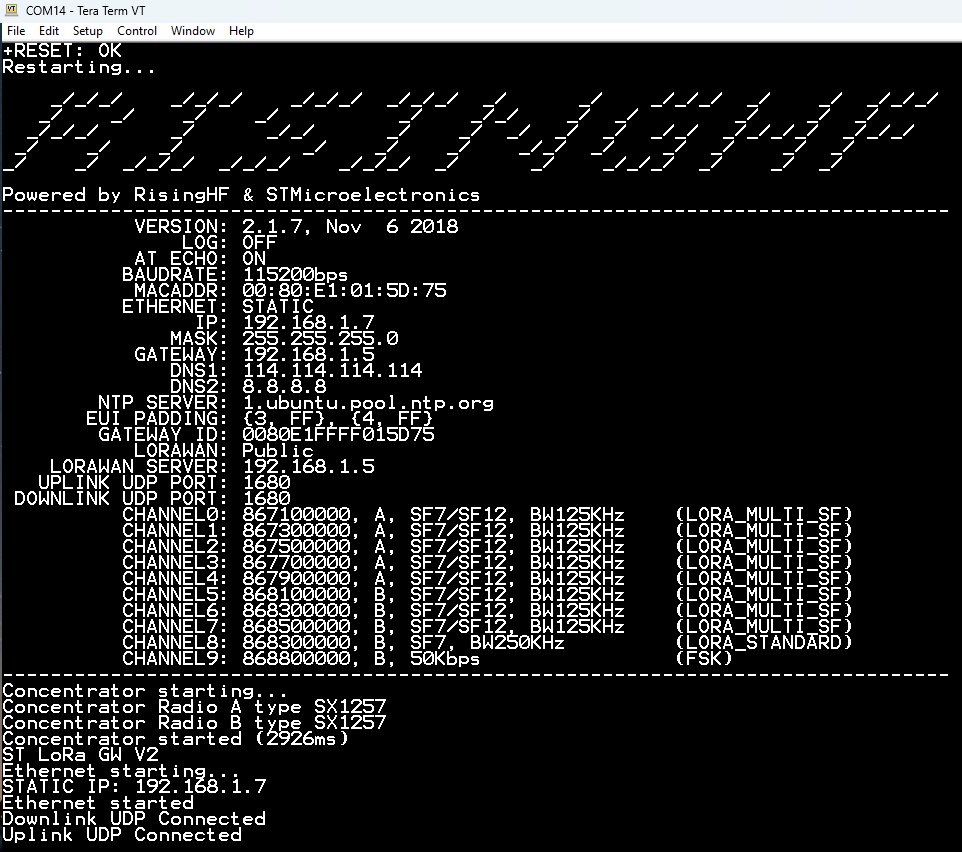 COM14 - Tera Term VT
File Edit Setup Control Window Help
+RESET: OK
Restarting...
RISINGHF
Powered by RisingHF & STMicroelectronics
VERSION: 2.1.7, Nov  6 2018
LOG: OFF
AT ECHO: ON
BAUDRATE: 115200bps
MACADDR: 00:80:E1:01:5D:75
ETHERNET: STATIC
IP: 192.168.1.7
MASK: 255.255.255.0
GATEWAY: 192.168.1.5
DNS1: 114.114.114.114
DNS2: 8.8.8.8
NTP SERVER: 1.ubuntu.pool.ntp.org
EUI PADDING: {3, FF}, {4, FF}
GATEWAY ID: 0080E1FFFF015D75
LORAWAN: Public
LORAWAN SERVER: 192.168.1.5
UPLINK UDP PORT: 1680
DOWNLINK UDP PORT: 1680
CHANNEL0: 867100000, A, SF7/SF12, BW125KHz (LORA_MULTI_SF)
CHANNEL1: 867300000, A, SF7/SF12, BW125KHz (LORA_MULTI_SF)
CHANNEL2: 867500000, A, SF7/SF12, BW125KHz (LORA_MULTI_SF)
CHANNEL3: 867700000, A, SF7/SF12, BW125KHz (LORA_MULTI_SF)
CHANNEL4: 867900000, A, SF7/SF12, BW125KHz (LORA_MULTI_SF)
CHANNEL5: 868100000, B, SF7/SF12, BW125KHz (LORA_MULTI_SF)
CHANNEL6: 868300000, B, SF7/SF12, BW125KHz (LORA_MULTI_SF)
CHANNEL7: 868500000, B, SF7/SF12, BW125KHz (LORA_MULTI_SF)
CHANNEL8: 868300000, B, SF7, BW250KHz (LORA_STANDARD)
CHANNEL9: 868800000, B, 50Kbps (FSK)
Concentrator starting...
Concentrator Radio A type SX1257
Concentrator Radio B type SX1257
Concentrator started (2926ms)
ST LoRa GW V2
Ethernet starting...
STATIC IP: 192.168.1.7
Ethernet started
Downlink UDP Connected
Uplink UDP Connected